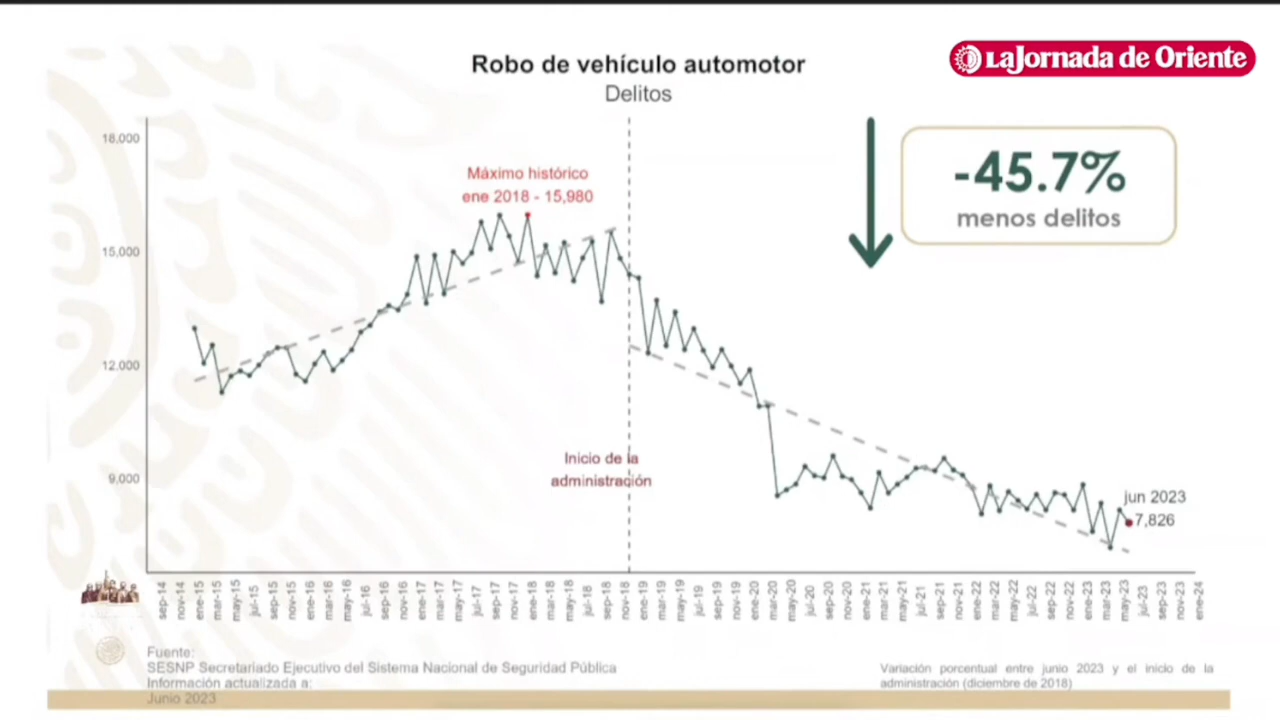 LaJornada de Oriente
Robo de vehículo automotor
Delitos
-45.7%
menos delitos
Máximo histórico
ene 2018 - 15,980
18,000
15,000
12,000
9,000
Inicio de la
administración
jun 2023
7,826
sep-14
nov-14
ene-15
mar-15
may-15
jul-15
sep-15
nov-15
ene-16
mar-16
may-16
jul-16
sep-16
nov-16
ene-17
mar-17
may-17
jul-17
sep-17
nov-17
ene-18
mar-18
may-18
jul-18
sep-18
nov-18
ene-19
mar-19
may-19
jul-19
sep-19
nov-19
ene-20
mar-20
may-20
jul-20
sep-20
nov-20
ene-21
mar-21
may-21
jul-21
sep-21
nov-21
ene-22
mar-22
may-22
jul-22
sep-22
nov-22
ene-23
mar-23
may-23
jul-23
sep-23
nov-23
ene-24
Fuente:
SESNP Secretariado Ejecutivo del Sistema Nacional de Seguridad Pública
Información actualizada a:
Junio 2023
Variación porcentual entre junio 2023 y el inicio de la
administración (diciembre de 2018)